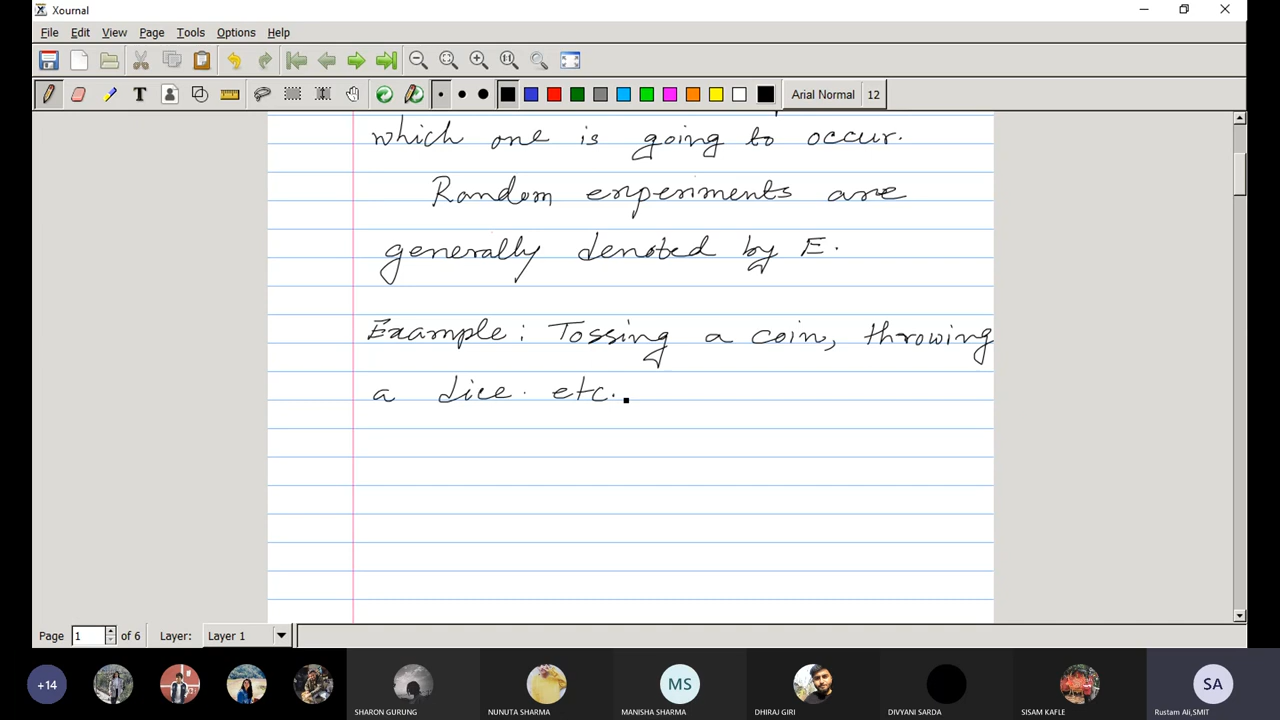 Xournal
File Edit View Page Tools Options Help
Arial Normal 12
which one is going to occur.
Random experiments are
generally denoted by E.
Example: Tossing a coin, throwing
a dice. etc.
Page 1 of 6 Layer: Layer 1
+14
MS
SA
SHARON GURUNG NUNUTA SHARMA MANISHA SHARMA DHIRAJ GIRI DIVYANI SARDA SISAM KAFLE Rustam Ali,SMIT